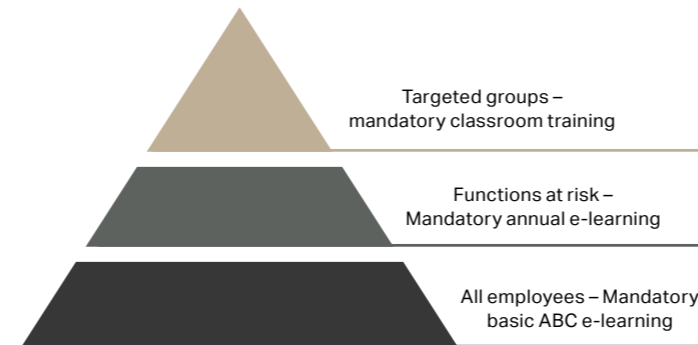 Targeted groups –
mandatory classroom training
Functions at risk –
Mandatory annual e-learning
All employees – Mandatory
basic ABC e-learning